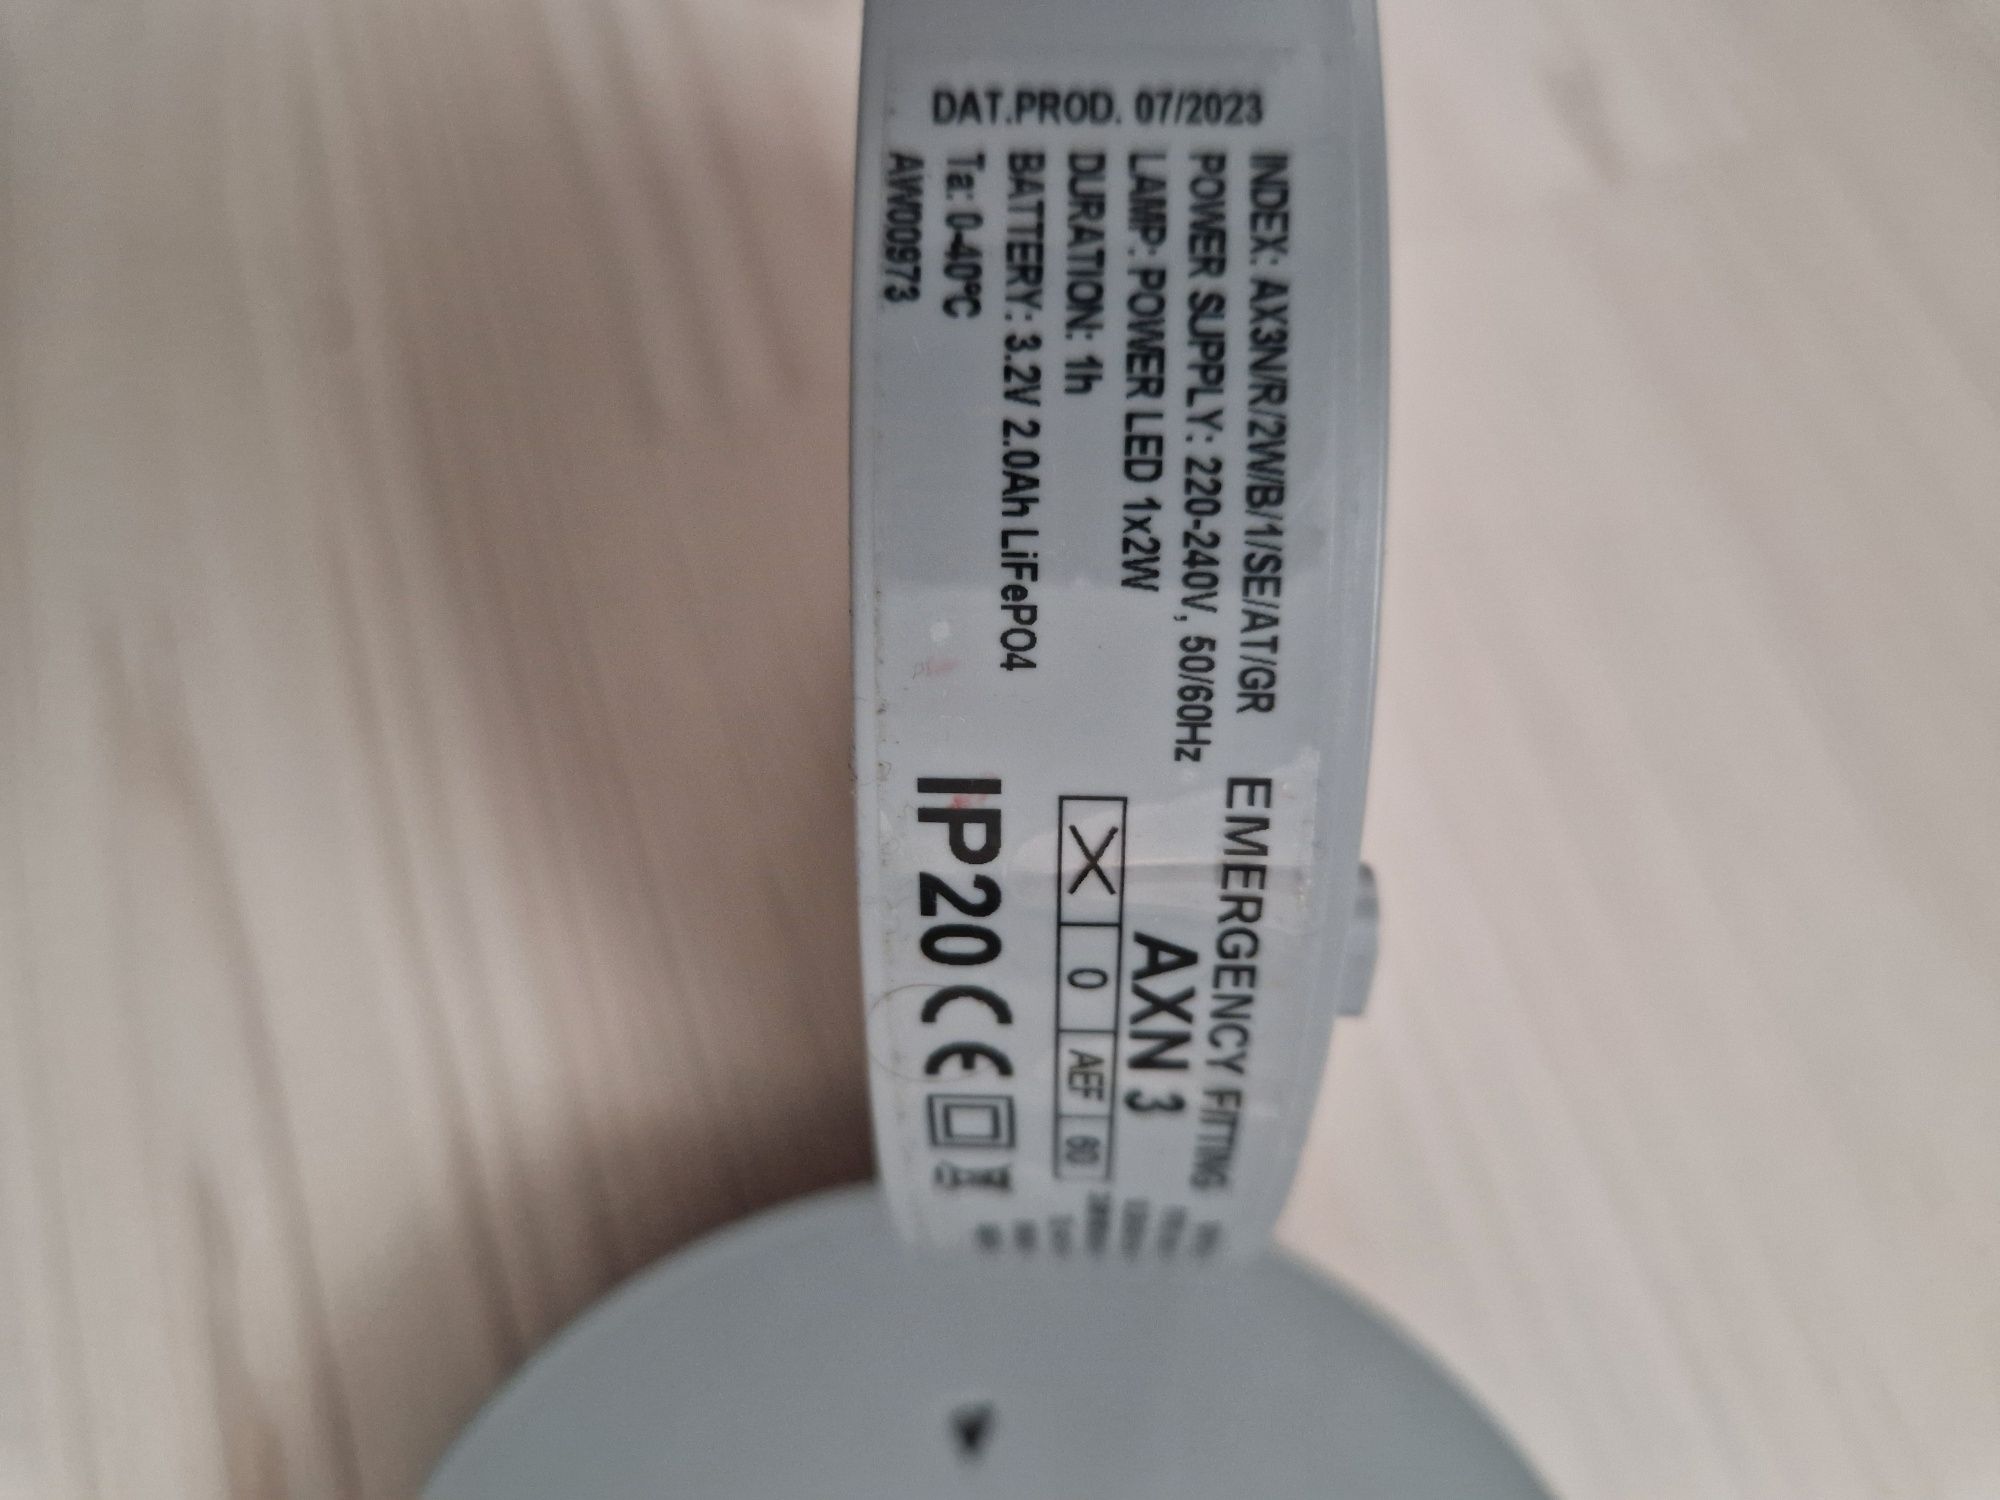 DAT.PROD. 07/2023
INDEX: AX3N/R/2W/B/1/SE/AT/GR
POWER SUPPLY: 220-240V, 50/60Hz
LAMP: POWER LED 1x2W
DURATION: 1h
BATTERY: 3.2V 2.0Ah LiFePO4
Ta: 0-40ºC
AW00973
EMERGENCY FITTING
AXN 3
X 0 AEF 60
IP20 CE